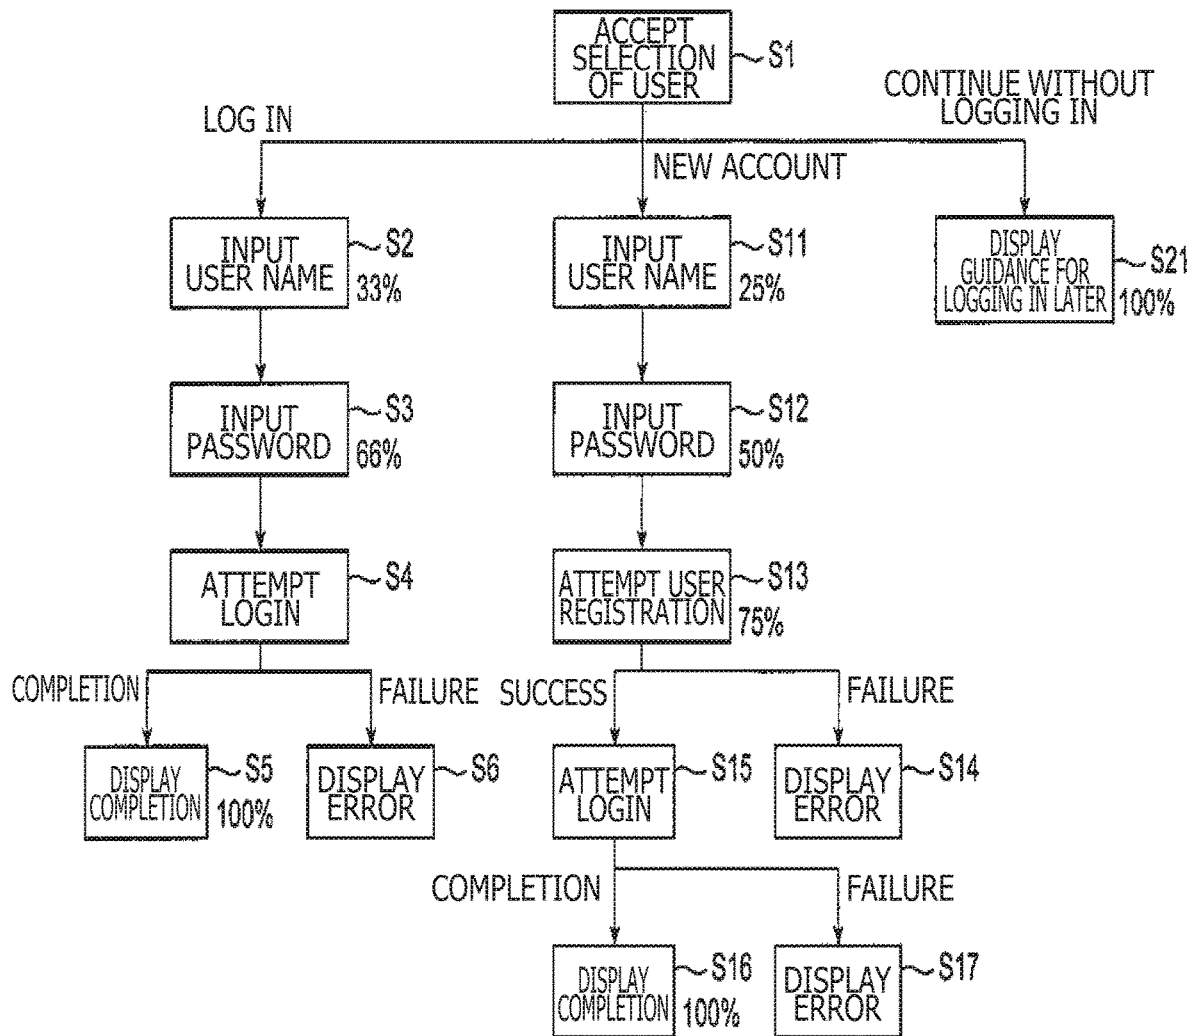 ACCEPT
SELECTION
OF USER
S1
LOG IN
NEW ACCOUNT
CONTINUE WITHOUT
LOGGING IN
INPUT
USER NAME
S2
33%
INPUT
USER NAME
S11
25%
DISPLAY
GUIDANCE FOR
LOGGING IN LATER
S21
100%
INPUT
PASSWORD
S3
66%
INPUT
PASSWORD
S12
50%
ATTEMPT
LOGIN
S4
ATTEMPT USER
REGISTRATION
S13
75%
COMPLETION
FAILURE
SUCCESS
FAILURE
DISPLAY
COMPLETION
S5
100%
DISPLAY
ERROR
S6
ATTEMPT
LOGIN
S15
DISPLAY
ERROR
S14
COMPLETION
FAILURE
DISPLAY
COMPLETION
S16
100%
DISPLAY
ERROR
S17